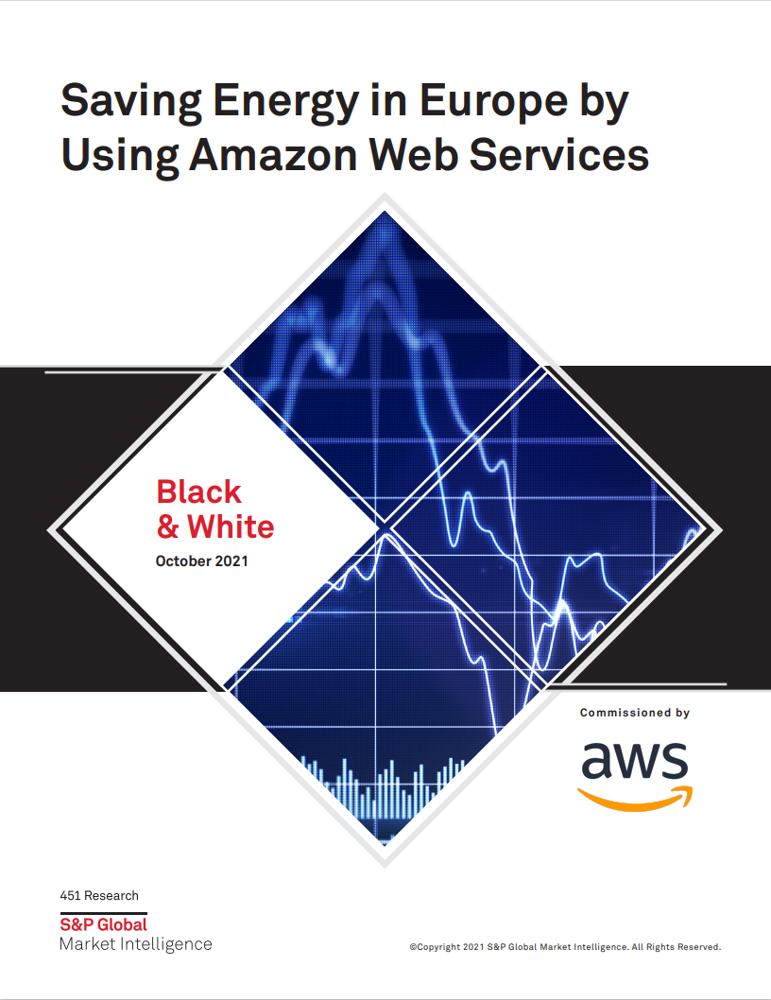 Saving Energy in Europe by
Using Amazon Web Services
Black
& White
October 2021
Commissioned by
aws
451 Research
S&P Global
Market Intelligence
©Copyright 2021 S&P Global Market Intelligence. All Rights Reserved.